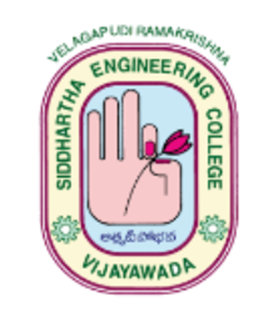 VELAGAPUDI RAMAKRISHNA
SIDDHARTHA ENGINEERING COLLEGE
VIJAYAWADA